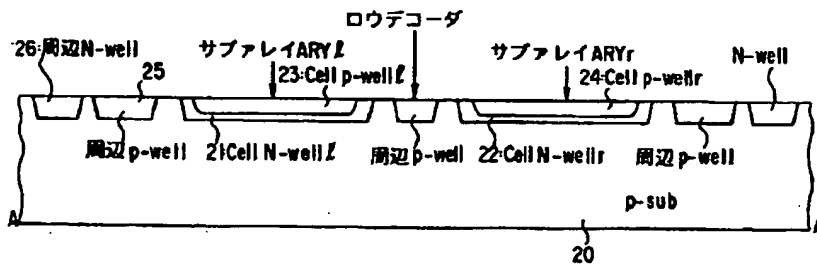 ロウデコーダ
26:周辺N-well
サブァレイARYℓ
サブァレイARYr
N-well
25
23:Cell p-wellℓ
24:Cell p-wellr
周辺p-well
21:Cell N-wellℓ
周辺p-well
22:Cell N-wellr
周辺p-well
p-sub
A
A
20